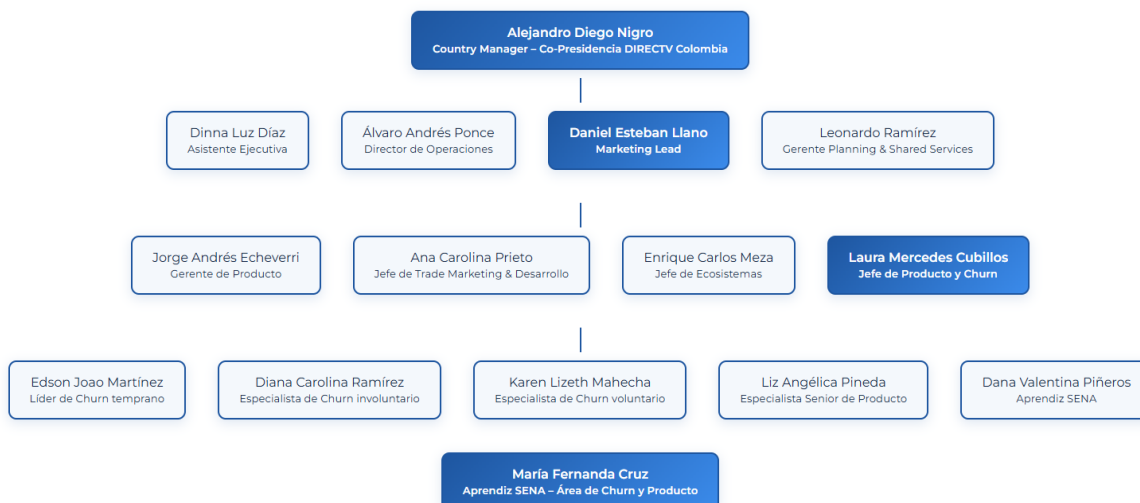 Alejandro Diego Nigro
Country Manager – Co-Presidencia DIRECTV Colombia
Dinna Luz Díaz
Asistente Ejecutiva
Álvaro Andrés Ponce
Director de Operaciones
Daniel Esteban Llano
Marketing Lead
Leonardo Ramírez
Gerente Planning & Shared Services
Jorge Andrés Echeverri
Gerente de Producto
Ana Carolina Prieto
Jefe de Trade Marketing & Desarrollo
Enrique Carlos Meza
Jefe de Ecosistemas
Laura Mercedes Cubillos
Jefe de Producto y Churn
Edson Joao Martínez
Líder de Churn temprano
Diana Carolina Ramírez
Especialista de Churn involuntario
Karen Lizeth Mahecha
Especialista de Churn voluntario
Liz Angélica Pineda
Especialista Senior de Producto
Dana Valentina Piñeros
Aprendiz SENA
María Fernanda Cruz
Aprendiz SENA – Área de Churn y Producto